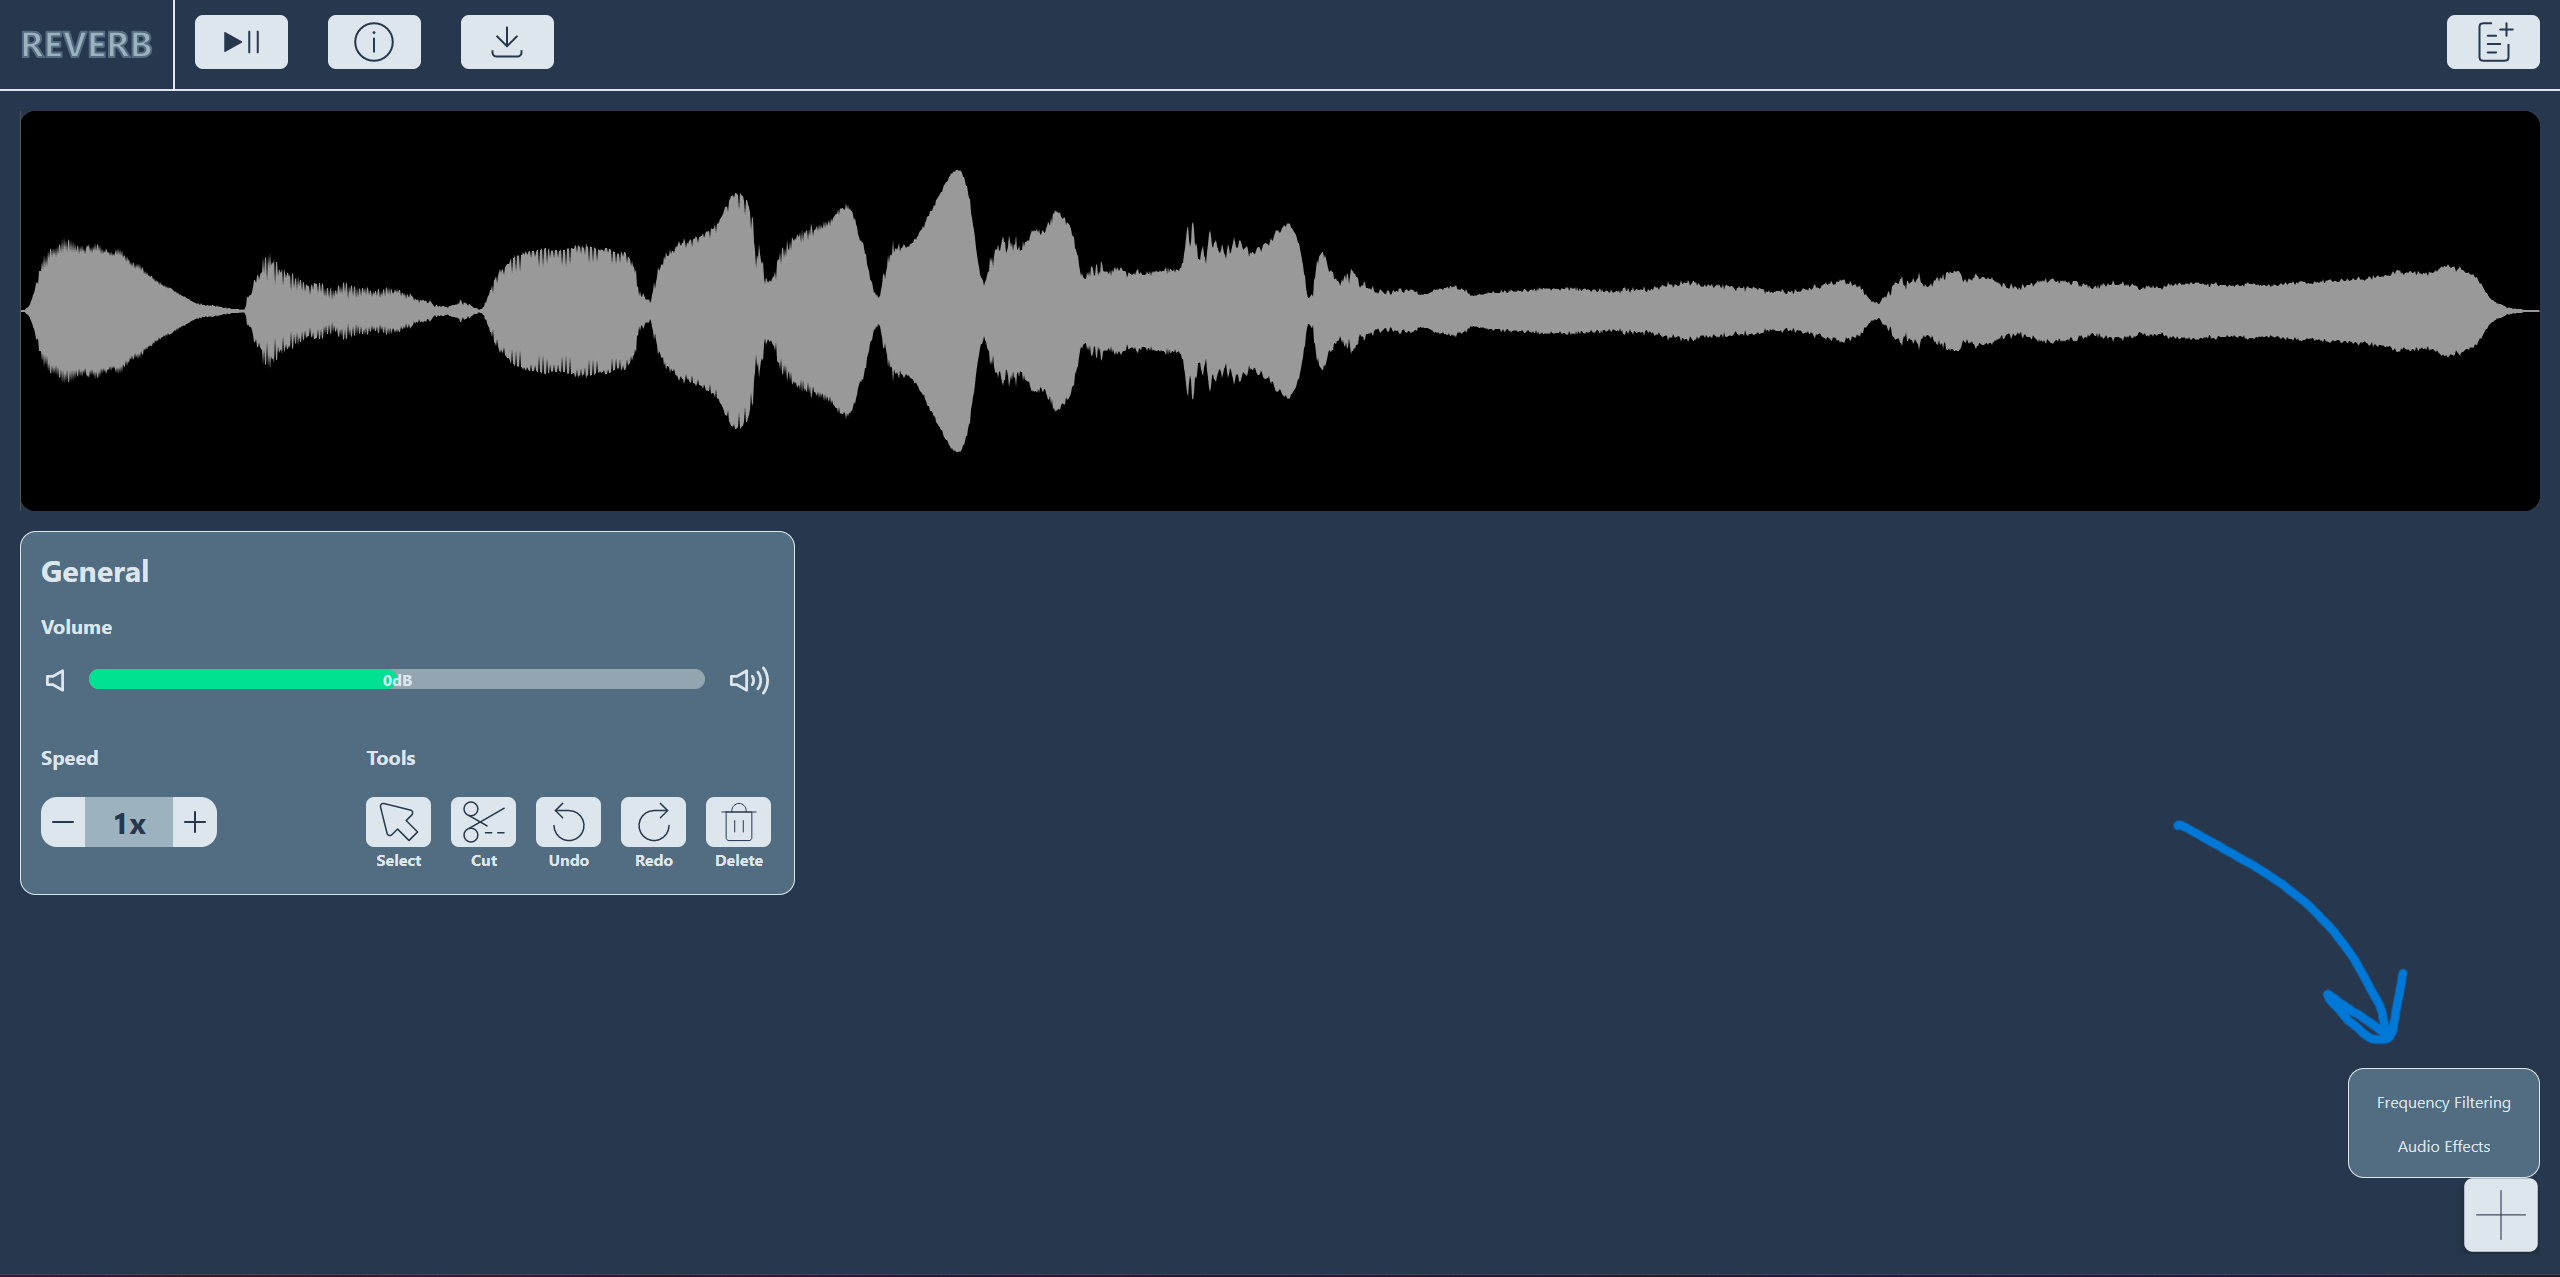 REVERB
General
Volume
0dB
Speed
Tools
1x
Select Cut Undo Redo Delete
Frequency Filtering
Audio Effects